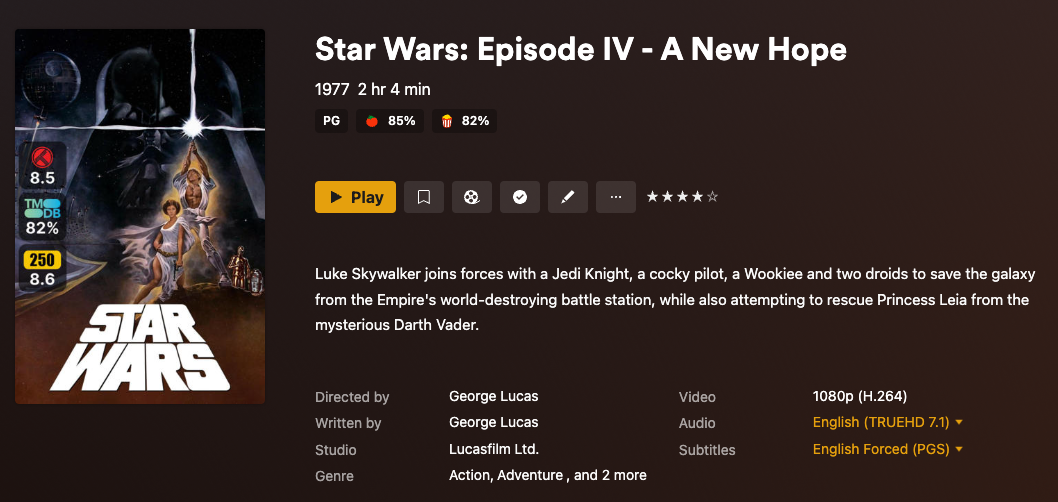 Star Wars: Episode IV - A New Hope
1977 2 hr 4 min
PG 85% 82%
Play
8.5
TMDB
82%
250
8.6
STAR
WARS
Luke Skywalker joins forces with a Jedi Knight, a cocky pilot, a Wookiee and two droids to save the galaxy
from the Empire's world-destroying battle station, while also attempting to rescue Princess Leia from the
mysterious Darth Vader.
Directed by George Lucas
Written by George Lucas
Studio Lucasfilm Ltd.
Genre Action, Adventure , and 2 more
Video 1080p (H.264)
Audio English (TRUEHD 7.1)
Subtitles English Forced (PGS)